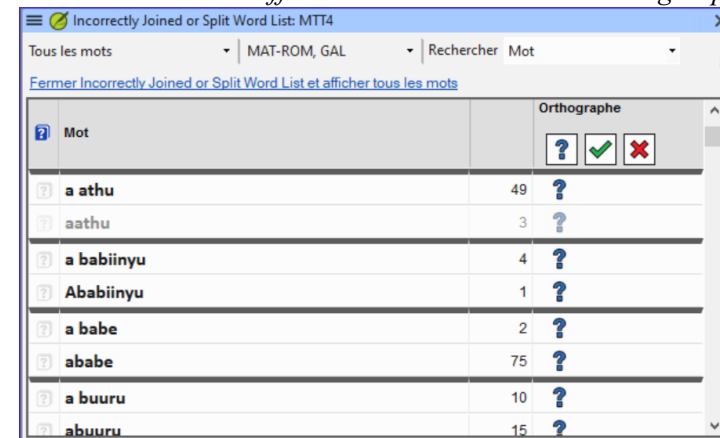 Incorrectly Joined or Split Word List: MTT4
Tous les mots MAT-ROM, GAL Rechercher Mot
Fermer Incorrectly Joined or Split Word List et afficher tous les mots
Mot Orthographe
a athu 49
aathu 3
a babiinyu 4
Ababiinyu 1
a babe 2
ababe 75
a buuru 10
abuuru 15